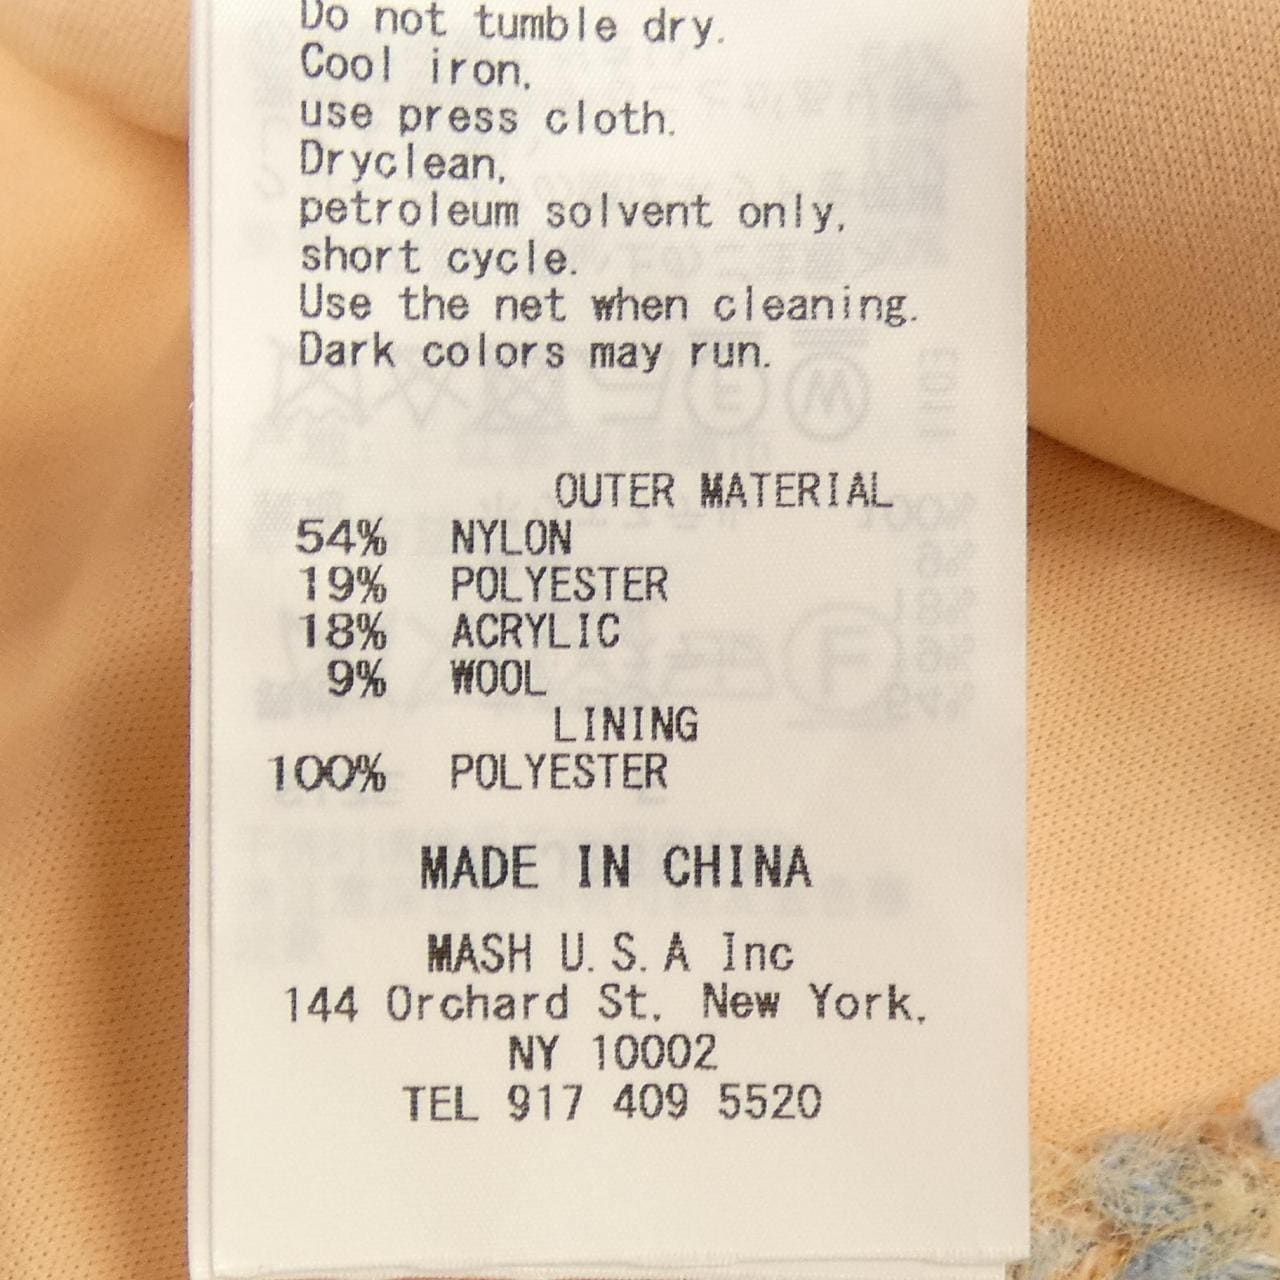 Do not tumble dry.
Cool iron,
use press cloth.
Dryclean,
petroleum solvent only,
short cycle.
Use the net when cleaning.
Dark colors may run.
OUTER MATERIAL
54% NYLON
19% POLYESTER
18% ACRYLIC
9% WOOL
LINING
100% POLYESTER
MADE IN CHINA
MASH U.S.A Inc
144 Orchard St, New York,
NY 10002
TEL 917 409 5520